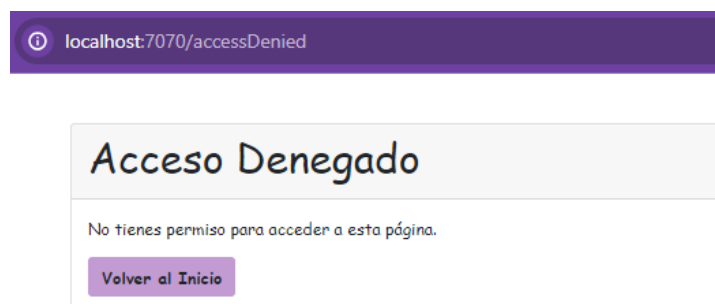 localhost:7070/accessDenied
Acceso Denegado
No tienes permiso para acceder a esta página.
Volver al Inicio